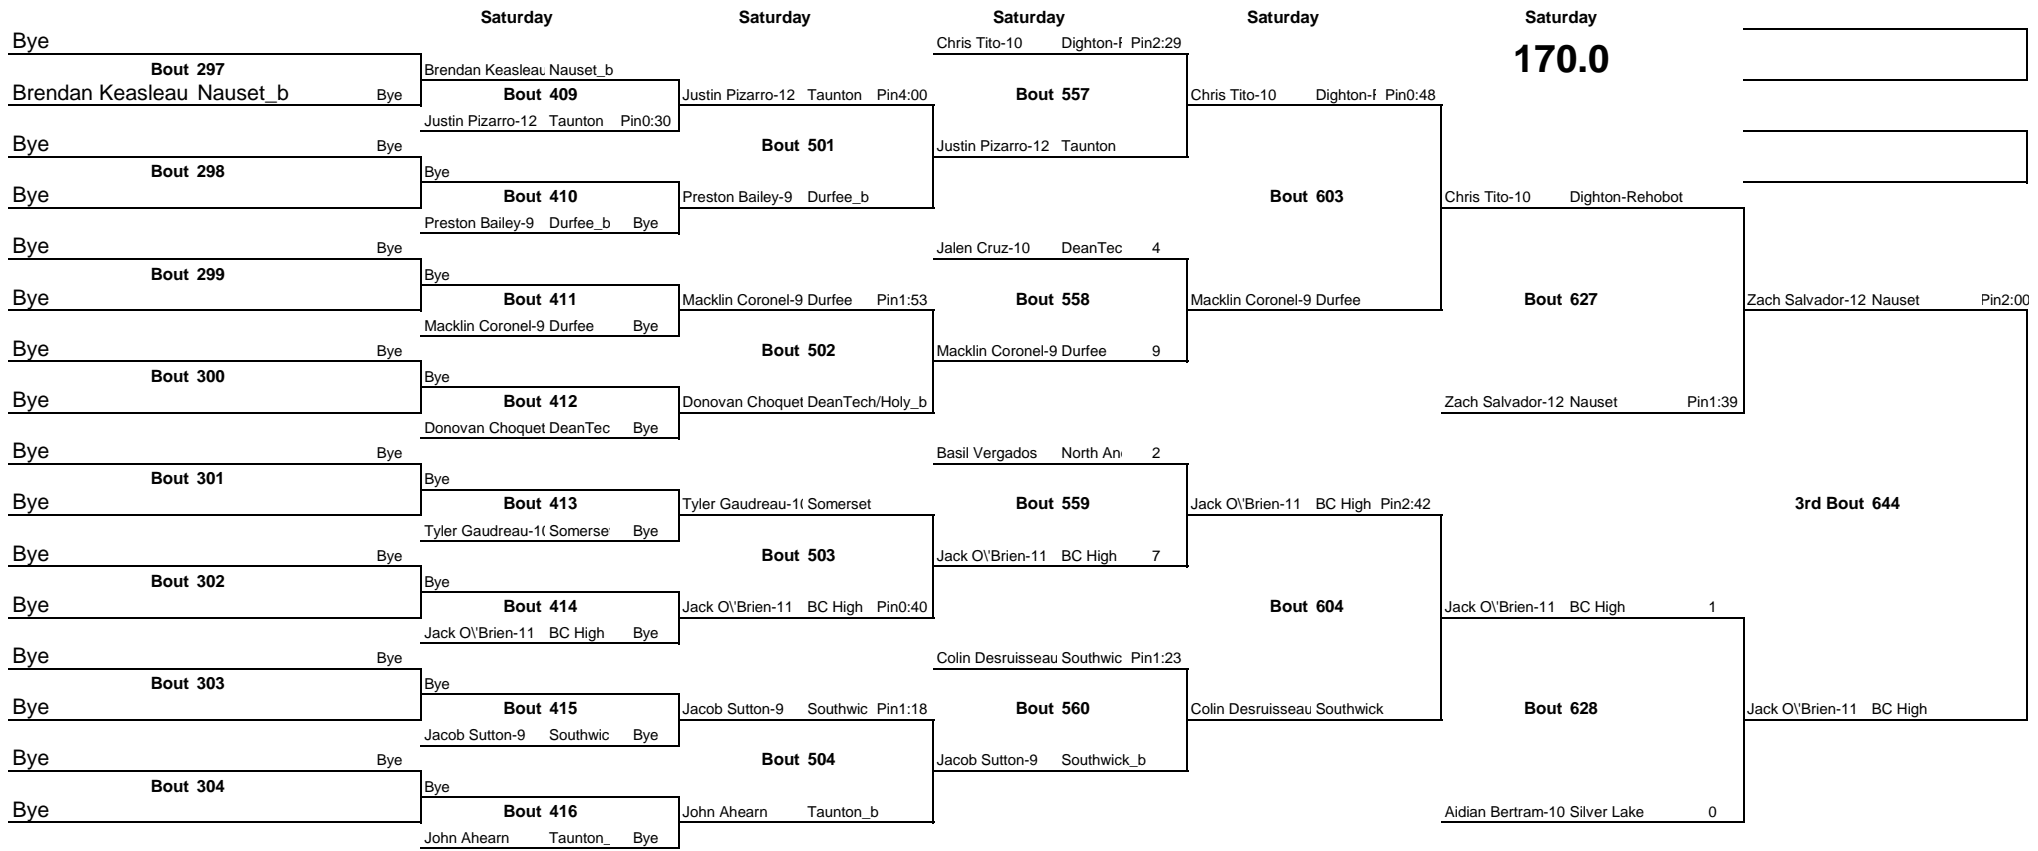 Saturday Saturday Saturday Saturday Saturday
Bye Chris Tito-10 Dighton-F Pin2:29 170.0
Bout 297 Brendan Keasleau Nauset_b
Brendan Keasleau Nauset_b Bye Bout 409 Justin Pizarro-12 Taunton Pin4:00 Bout 557 Chris Tito-10 Dighton-F Pin0:48
Justin Pizarro-12 Taunton Pin0:30
Bye Bye Bout 501 Justin Pizarro-12 Taunton
Bout 298 Bye
Bye Bout 410 Preston Bailey-9 Durfee_b Bout 603 Chris Tito-10 Dighton-Rehobot
Preston Bailey-9 Durfee_b Bye
Bye Bye Jalen Cruz-10 DeanTec 4
Bout 299 Bye
Bye Bout 411 Macklin Coronel-9 Durfee Pin1:53 Bout 558 Macklin Coronel-9 Durfee Bout 627 Zach Salvador-12 Nauset Pin2:00
Macklin Coronel-9 Durfee Bye
Bye Bye Bout 502 Macklin Coronel-9 Durfee 9
Bout 300 Bye
Bye Bout 412 Donovan Choquet DeanTech/Holy_b Zach Salvador-12 Nauset Pin1:39
Donovan Choquet DeanTec Bye
Bye Bye Basil Vergados North An 2
Bout 301 Bye
Bye Bout 413 Tyler Gaudreau-1( Somerset Bout 559 Jack O\'Brien-11 BC High Pin2:42 3rd Bout 644
Tyler Gaudreau-1( Somerse Bye
Bye Bye Bout 503 Jack O\'Brien-11 BC High 7
Bout 302 Bye
Bye Bout 414 Jack O\'Brien-11 BC High Pin0:40 Bout 604 Jack O\'Brien-11 BC High 1
Jack O\'Brien-11 BC High Bye
Bye Bye Colin Desruisseau Southwic Pin1:23
Bout 303 Bye
Bye Bout 415 Jacob Sutton-9 Southwic Pin1:18 Bout 560 Colin Desruisseau Southwick Bout 628 Jack O\'Brien-11 BC High
Jacob Sutton-9 Southwic Bye
Bye Bye Bout 504 Jacob Sutton-9 Southwick_b
Bout 304 Bye
Bye Bout 416 John Ahearn Taunton_b Aidian Bertram-10 Silver Lake 0
John Ahearn Taunton_ Bye